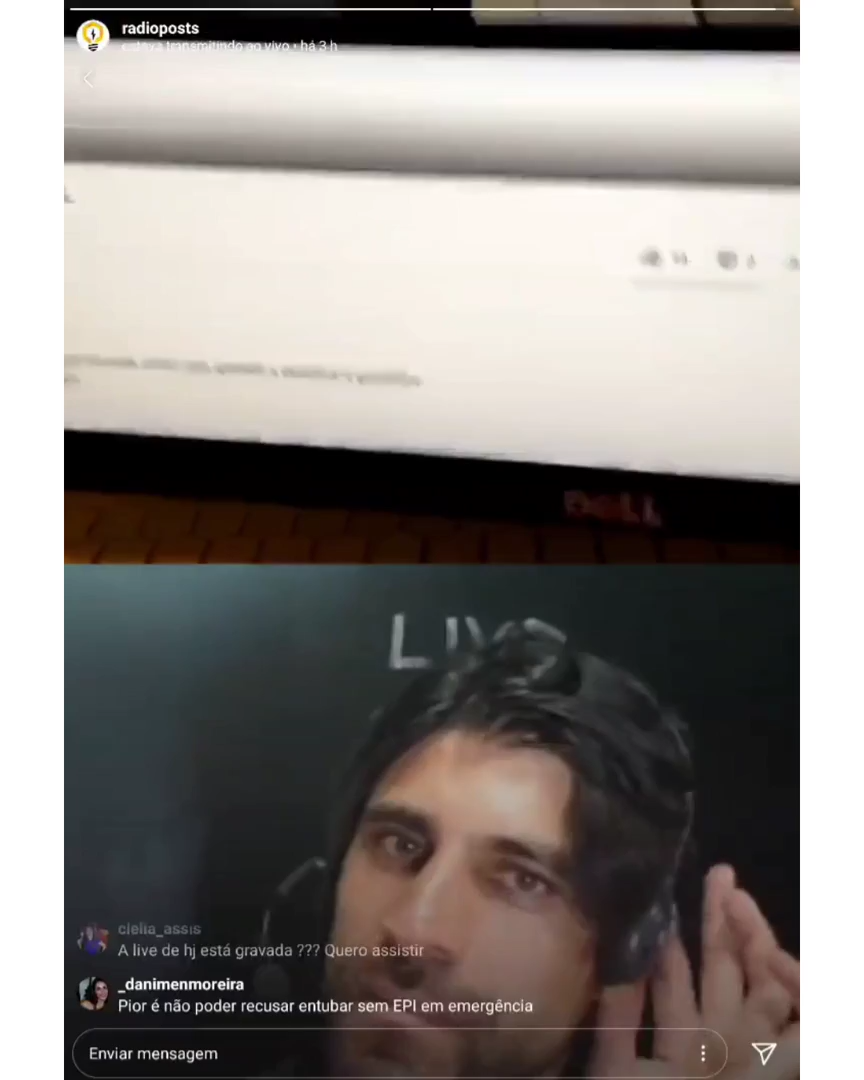 radioposts
estava transmitindo ao vivo • há 3 h
DELL
LIVE
clelia_assis
A live de hj está gravada ??? Quero assistir
_danimenmoreira
Pior é não poder recusar entubar sem EPI em emergência
Enviar mensagem